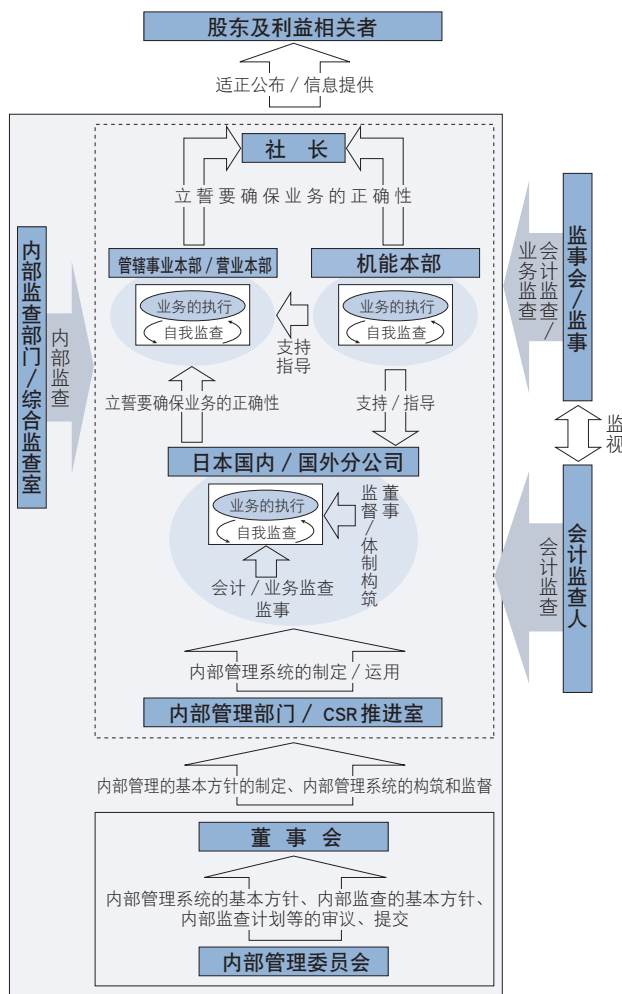 股东及利益相关者
适正公布 / 信息提供
社 长
立誓要确保业务的正确性
管辖事业本部 / 营业本部
机能本部
业务的执行
自我监查
支持
指导
业务的执行
自我监查
立誓要确保业务的正确性
支持 / 指导
日本国内 / 国外分公司
业务的执行
自我监查
董事
监督/体制构筑
会计 / 业务监查
监事
内部管理系统的制定 / 运用
内部管理部门 / CSR 推进室
内部管理的基本方针的制定、内部管理系统的构筑和监督
董 事 会
内部管理系统的基本方针、内部监查的基本方针、
内部监查计划等的审议、提交
内部管理委员会
内部监查部门/综合监查室
内部监查
会计监查/
业务监查
监事会/监事
监视
会计监查
会计监查人